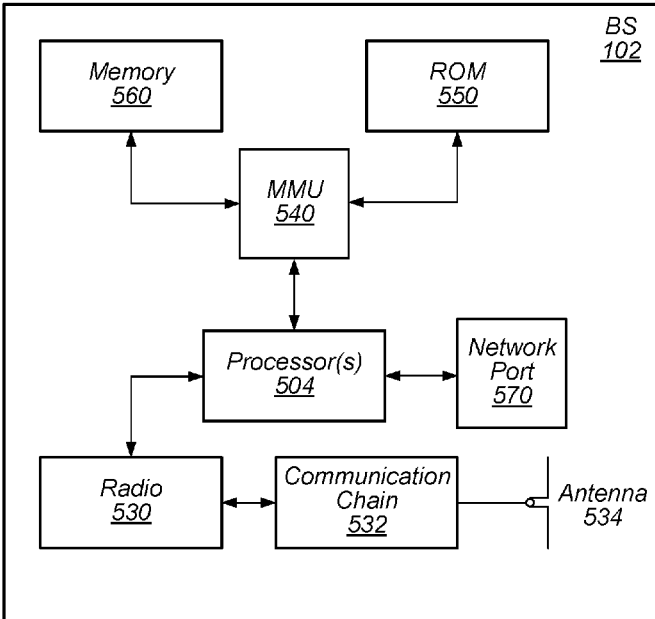 BS
102
Memory
560
ROM
550
MMU
540
Processor(s)
504
Network
Port
570
Radio
530
Communication
Chain
532
Antenna
534